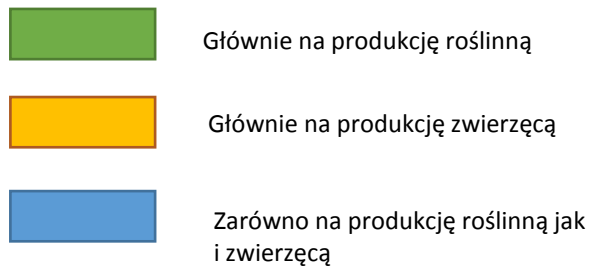 Głównie na produkcję roślinną
Głównie na produkcję zwierzęcą
Zarówno na produkcję roślinną jak
i zwierzęcą